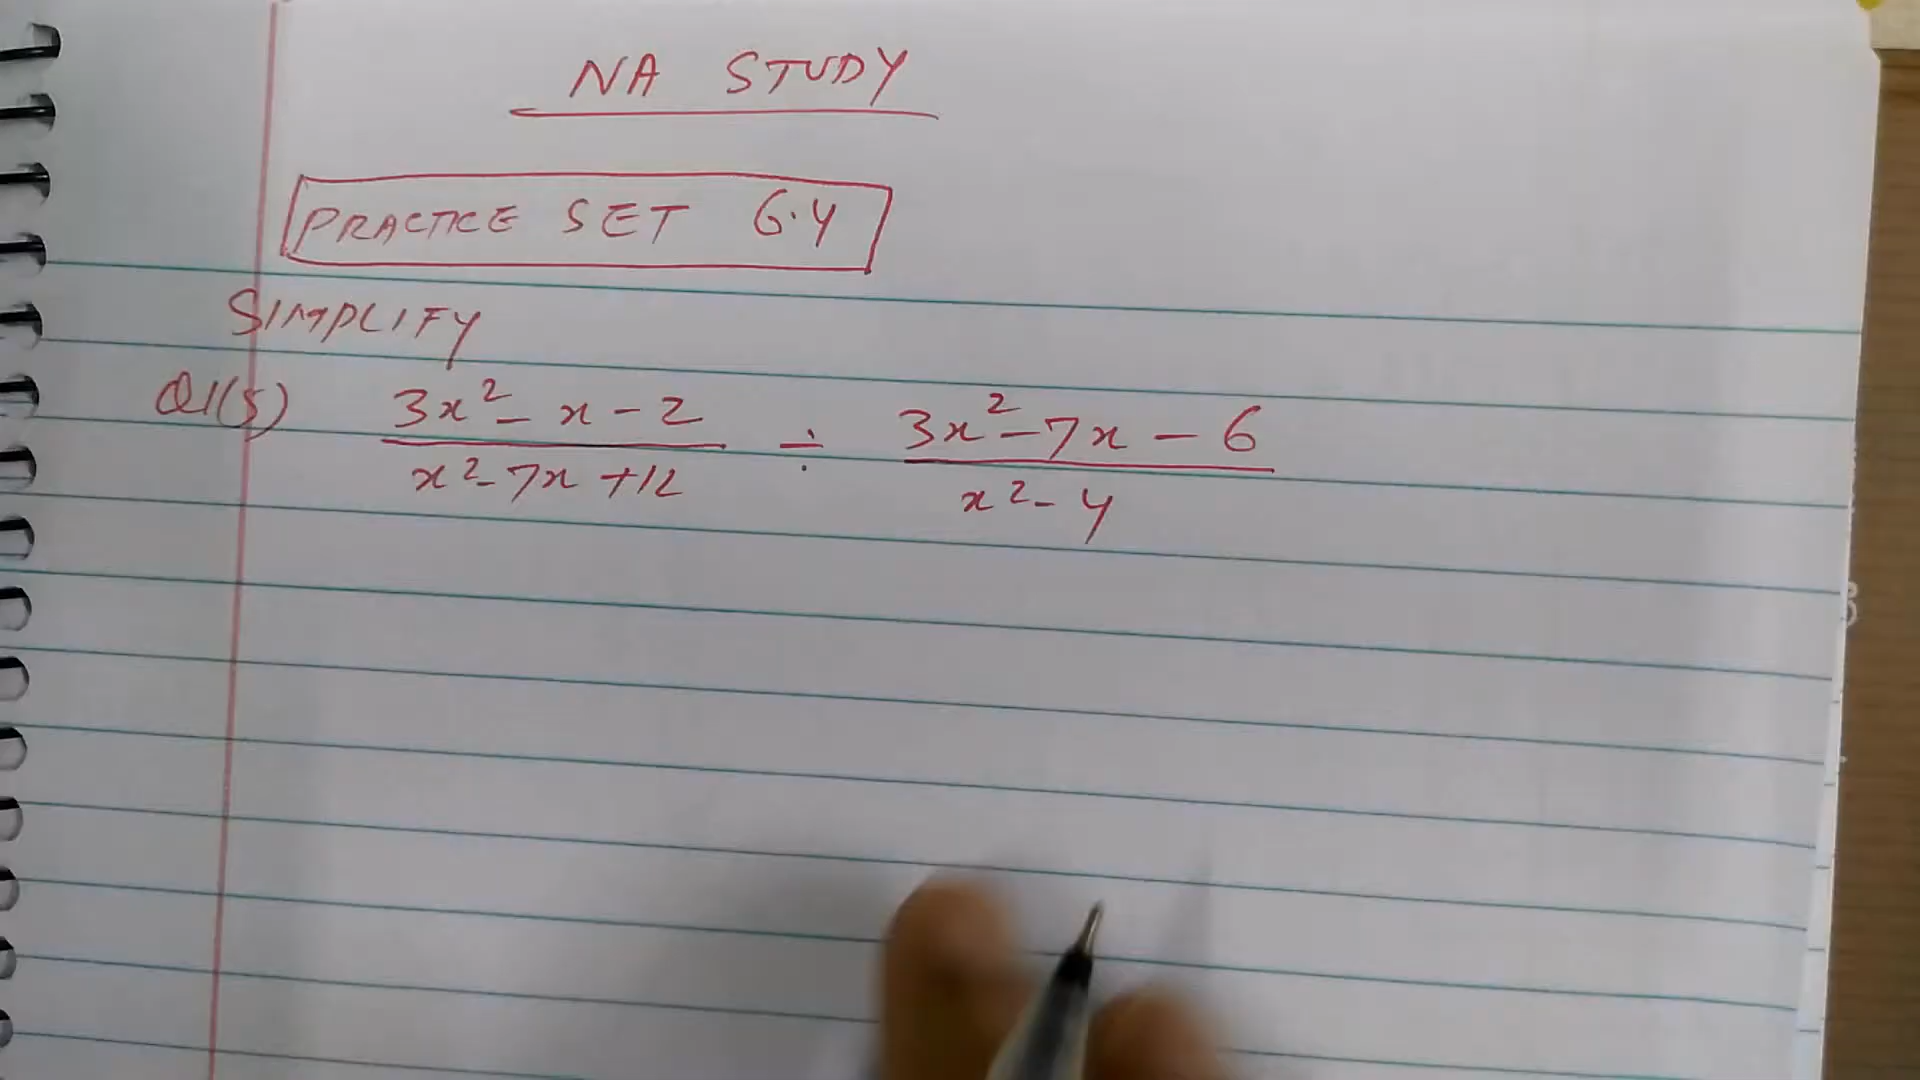 NA STUDY
PRACTICE SET 6.4
SIMPLIFY
Q1(5) 3x²-x-2 / x²-7x+12 ÷ 3x²-7x-6 / x²-4